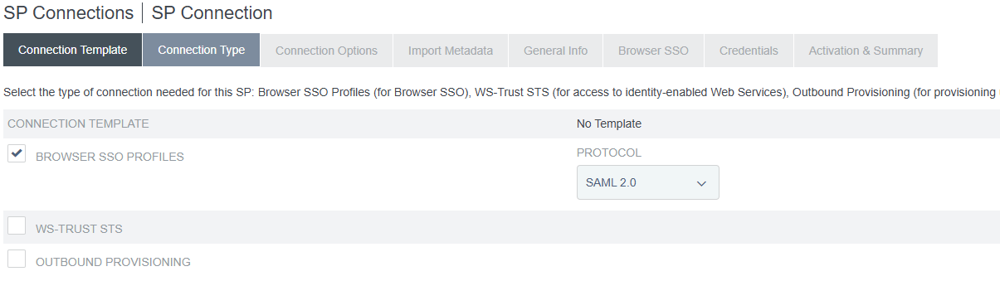 SP Connections | SP Connection
Connection Template Connection Type Connection Options Import Metadata General Info Browser SSO Credentials Activation & Summary
Select the type of connection needed for this SP: Browser SSO Profiles (for Browser SSO), WS-Trust STS (for access to identity-enabled Web Services), Outbound Provisioning (for provisioning
CONNECTION TEMPLATE No Template
BROWSER SSO PROFILES PROTOCOL
SAML 2.0
WS-TRUST STS
OUTBOUND PROVISIONING